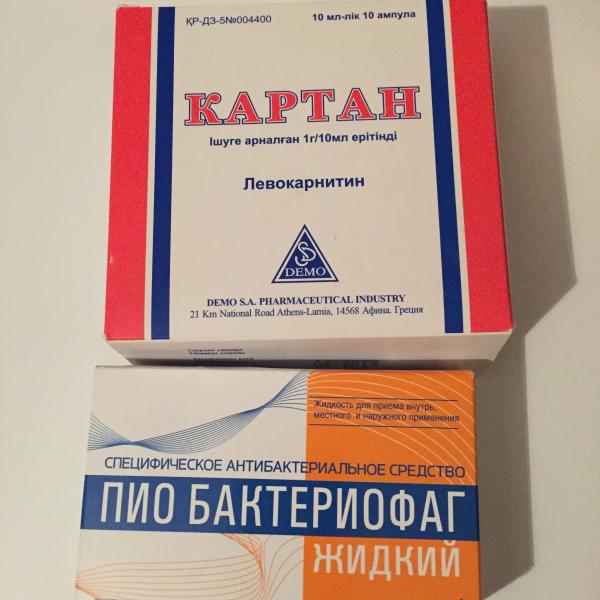 ҚР-ДЗ-5№004400
10 мл-лік 10 ампула
КАРТАН
Ішуге арналған 1г/10мл ерітінді
Левокарнитин
DEMO
DEMO S.A. PHARMACEUTICAL INDUSTRY
21 Km National Road Athens-Lamia, 14568 Афина. Греция
Номер серии
Жидкость для приема внутрь,
местного и наружного применения
СПЕЦИФИЧЕСКОЕ АНТИБАКТЕРИАЛЬНОЕ СРЕДСТВО
ПИО БАКТЕРИОФАГ
ЖИДКИЙ